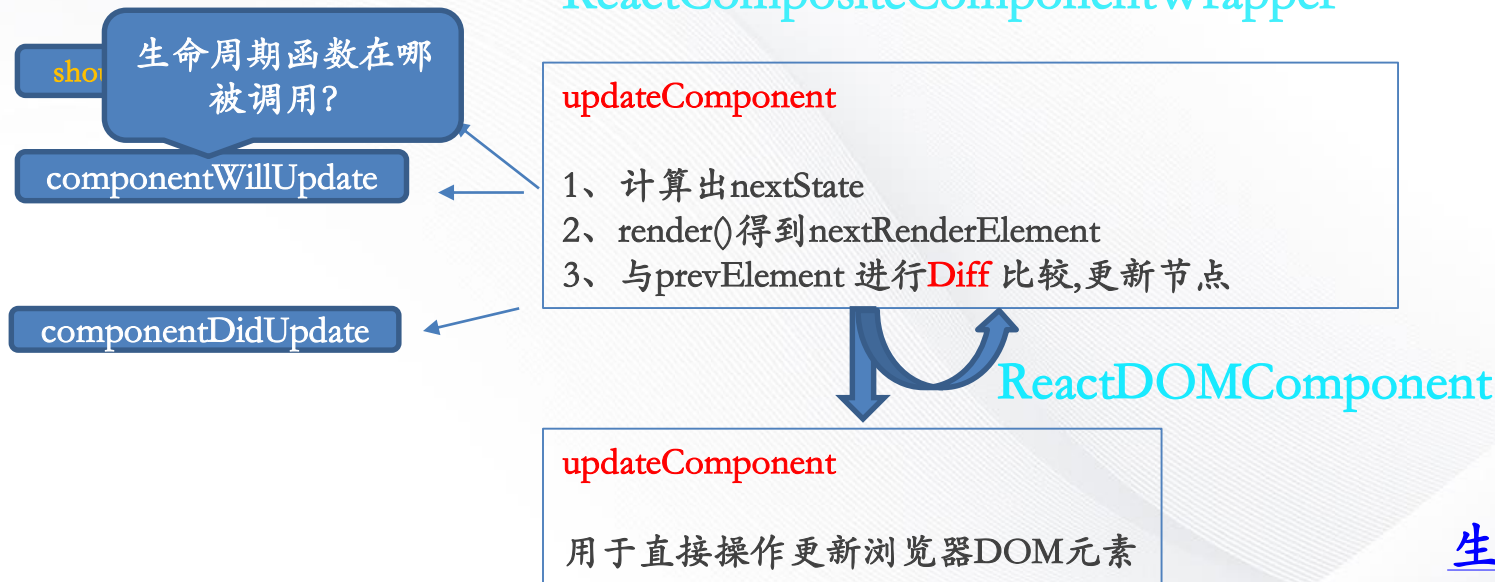 ReactCompositeComponentWrapper
生命周期函数在哪
被调用?
shou
updateComponent
componentWillUpdate
1、 计算出nextState
2、 render()得到nextRenderElement
3、 与prevElement 进行Diff 比较,更新节点
componentDidUpdate
ReactDOMComponent
updateComponent
用于直接操作更新浏览器DOM元素
生